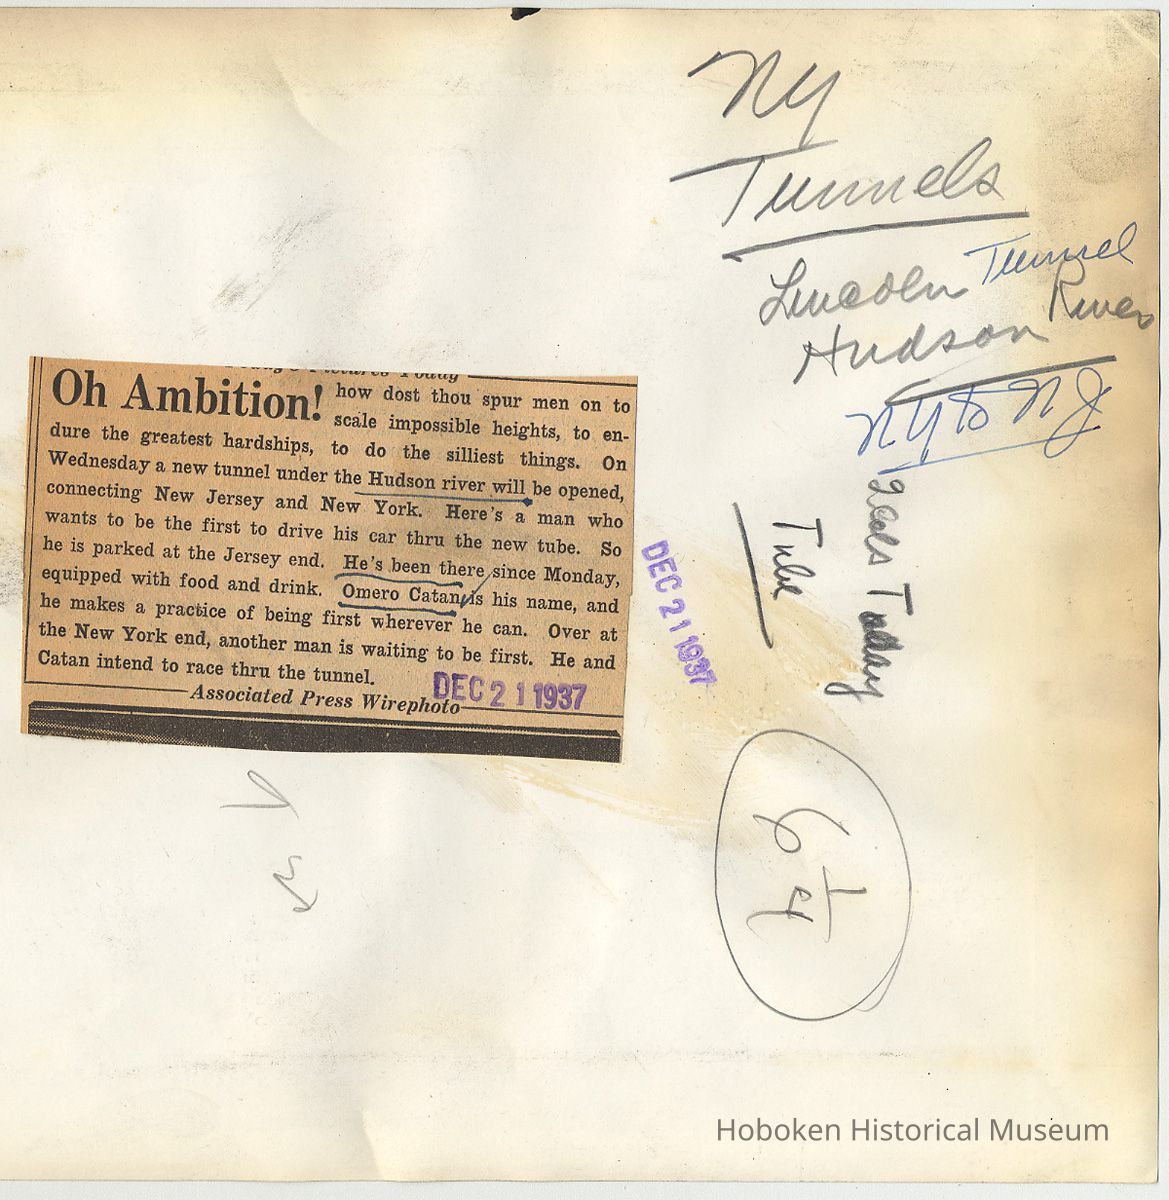 NY
Tunnels
Lincoln Tunnel
Hudson River
NY to NJ
Today
Tube
DEC 21 1937
6 1/4
Pictures Today
Oh Ambition! how dost thou spur men on to
scale impossible heights, to en-
dure the greatest hardships, to do the silliest things. On
Wednesday a new tunnel under the Hudson river will be opened,
connecting New Jersey and New York. Here's a man who
wants to be the first to drive his car thru the new tube. So
he is parked at the Jersey end. He's been there since Monday,
equipped with food and drink. Omero Catan is his name, and
he makes a practice of being first wherever he can. Over at
the New York end, another man is waiting to be first. He and
Catan intend to race thru the tunnel.
Associated Press Wirephoto
DEC 21 1937
Hoboken Historical Museum